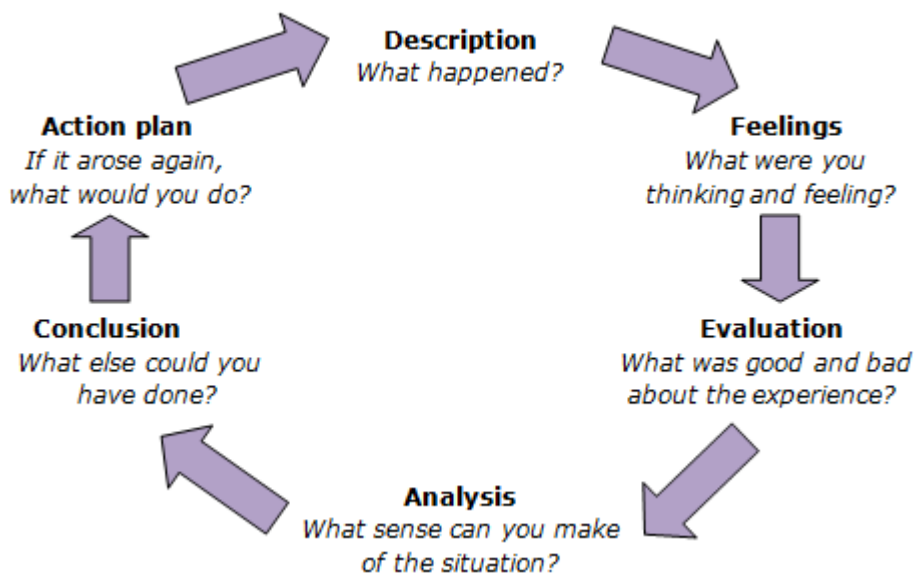 Description
What happened?
Feelings
What were you
thinking and feeling?
Evaluation
What was good and bad
about the experience?
Analysis
What sense can you make
of the situation?
Conclusion
What else could you
have done?
Action plan
If it arose again,
what would you do?